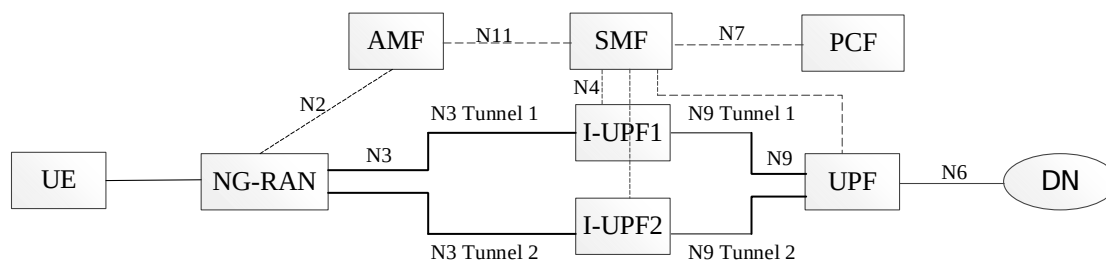 AMF
N11
SMF
N7
PCF
N2
N4
N3 Tunnel 1
I-UPF1
N9 Tunnel 1
UE
NG-RAN
N3
N9
UPF
N6
DN
I-UPF2
N3 Tunnel 2
N9 Tunnel 2